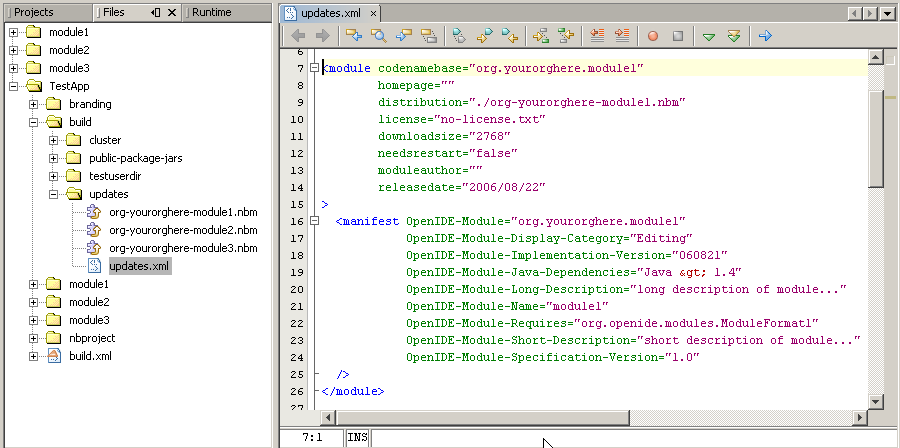 Projects
Files
Runtime
module1
module2
module3
TestApp
branding
build
cluster
public-package-jars
testuserdir
updates
org-yourorghere-module1.nbm
org-yourorghere-module2.nbm
org-yourorghere-module3.nbm
updates.xml
module1
module2
module3
nbproject
build.xml
updates.xml
6
7 <module codenamebase="org.yourorghere.module1"
8 homepage=""
9 distribution="./org-yourorghere-module1.nbm"
10 license="no-license.txt"
11 downloadsize="2768"
12 needsrestart="false"
13 moduleauthor=""
14 releasedate="2006/08/22"
15 >
16 <manifest OpenIDE-Module="org.yourorghere.module1"
17 OpenIDE-Module-Display-Category="Editing"
18 OpenIDE-Module-Implementation-Version="060821"
19 OpenIDE-Module-Java-Dependencies="Java &gt; 1.4"
20 OpenIDE-Module-Long-Description="long description of module..."
21 OpenIDE-Module-Name="module1"
22 OpenIDE-Module-Requires="org.openide.modules.ModuleFormat1"
23 OpenIDE-Module-Short-Description="short description of module..."
24 OpenIDE-Module-Specification-Version="1.0"
25 />
26 </module>
27
7:1 INS